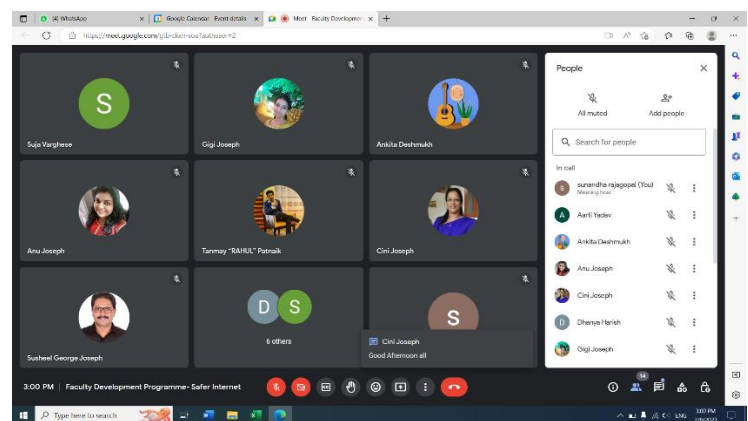 (4) WhatsApp
Google Calendar - Event details
Meet - Faculty Developmen
https://meet.google.com/
?authuser=2
S
Suja Varghese
Gigi Joseph
Ankita Deshmukh
Anu Joseph
Tanmay "RAHUL" Patnaik
Cini Joseph
Susheel George Joseph
D S
6 others
S
Cini Joseph
Good Afternoon all
People
All muted
Add people
Search for people
In call
S sunandha rajagopal (You)
Meeting host
A Aarti Yadav
Ankita Deshmukh
Anu Joseph
Cini Joseph
D Dhanya Harish
Gigi Joseph
3:00 PM | Faculty Development Programme- Safer Internet
14
Type here to search
ENG
3:00 PM